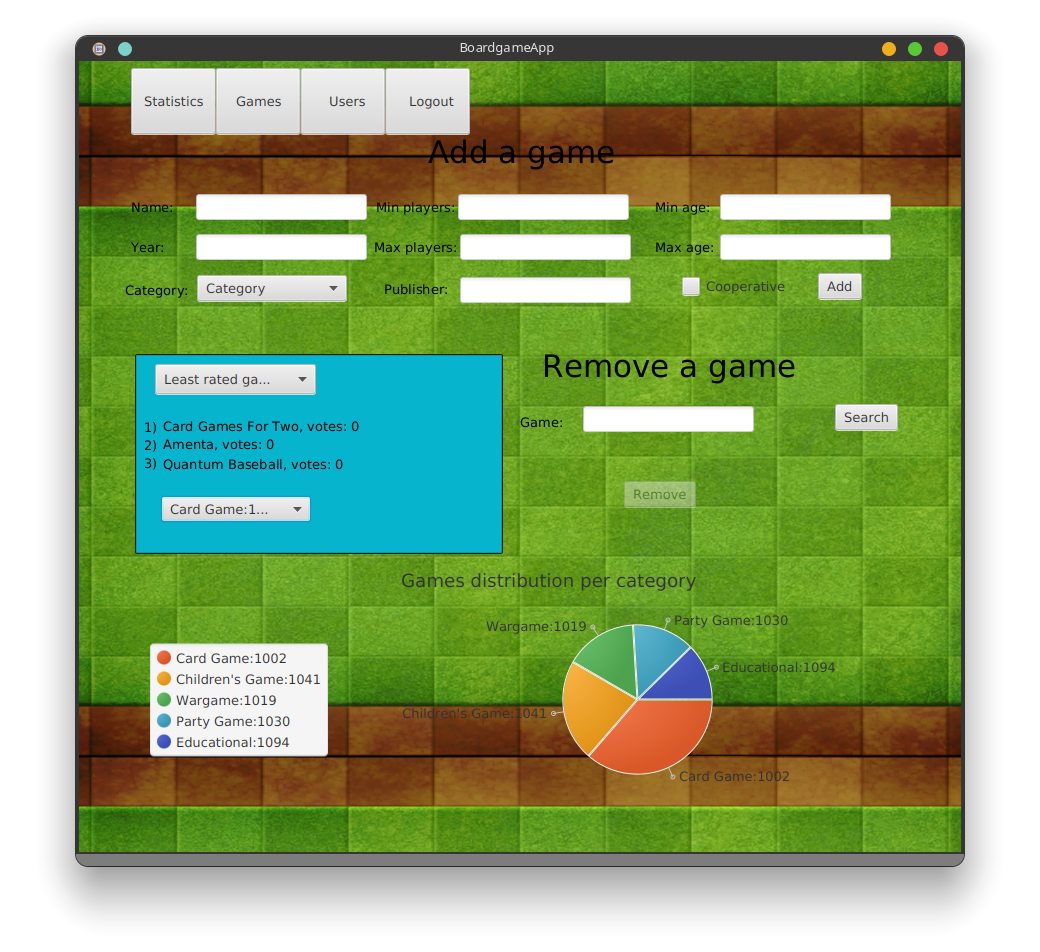 BoardgameApp
Statistics Games Users Logout
Add a game
Name: Min players: Min age:
Year: Max players: Max age:
Category: Category Publisher: Cooperative Add
Least rated ga...
1) Card Games For Two, votes: 0
2) Amenta, votes: 0
3) Quantum Baseball, votes: 0
Card Game:1...
Remove a game
Game: Search
Remove
Games distribution per category
Card Game:1002
Children's Game:1041
Wargame:1019
Party Game:1030
Educational:1094
Wargame:1019
Party Game:1030
Educational:1094
Children's Game:1041
Card Game:1002